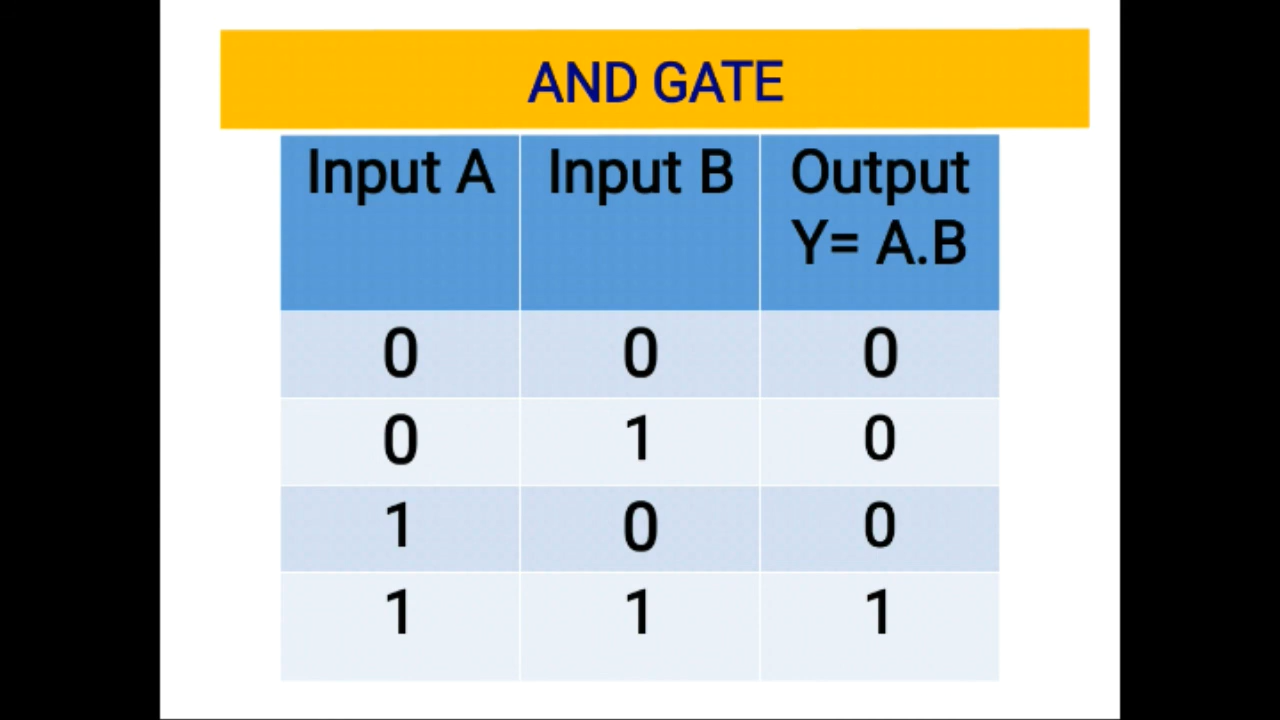 AND GATE
Input A Input B Output
Y= A.B
0 0 0
0 1 0
1 0 0
1 1 1